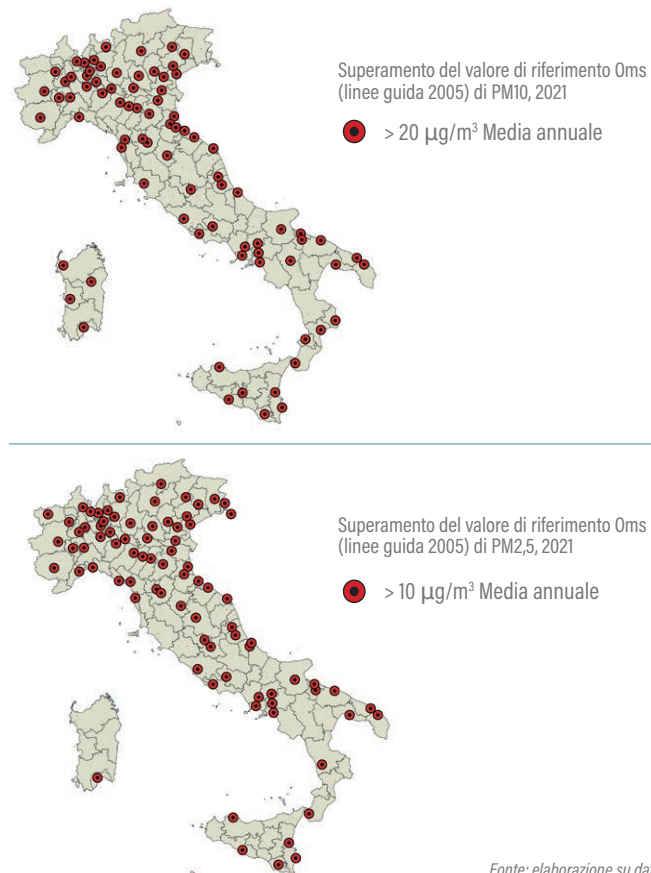 Superamento del valore di riferimento Oms
(linee guida 2005) di PM10, 2021
> 20 µg/m³ Media annuale
Superamento del valore di riferimento Oms
(linee guida 2005) di PM2,5, 2021
> 10 µg/m³ Media annuale
Fonte: elaborazione su da